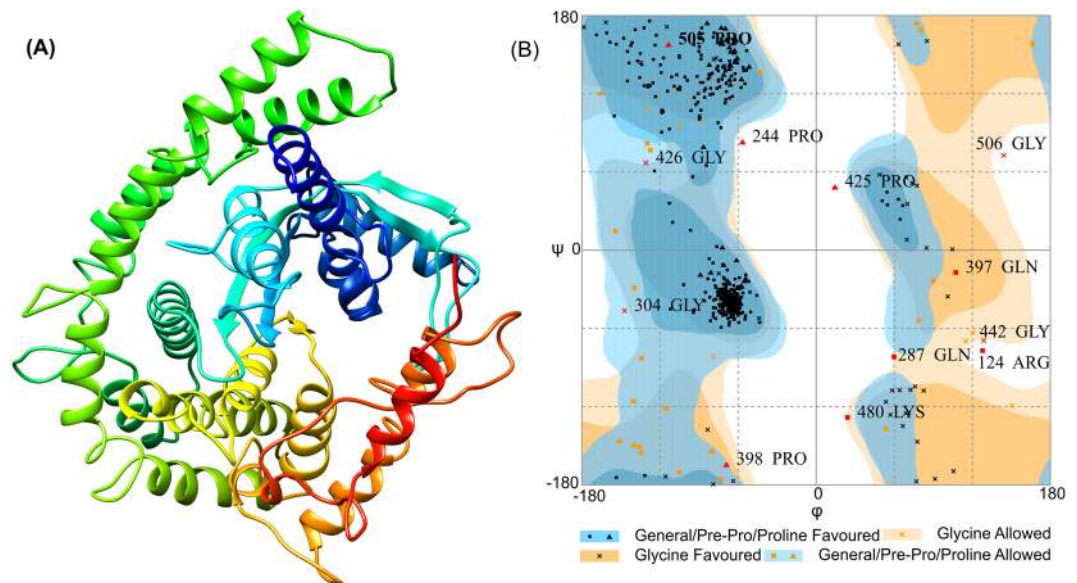 (A)
(B)
180
505 PRO
244 PRO
506 GLY
426 GLY
425 PRO
ψ 0
397 GLN
304 GLY
442 GLY
287 GLN
124 ARG
480 LYS
398 PRO
-180
-180 0 180
φ
General/Pre-Pro/Proline Favoured Glycine Allowed
Glycine Favoured General/Pre-Pro/Proline Allowed